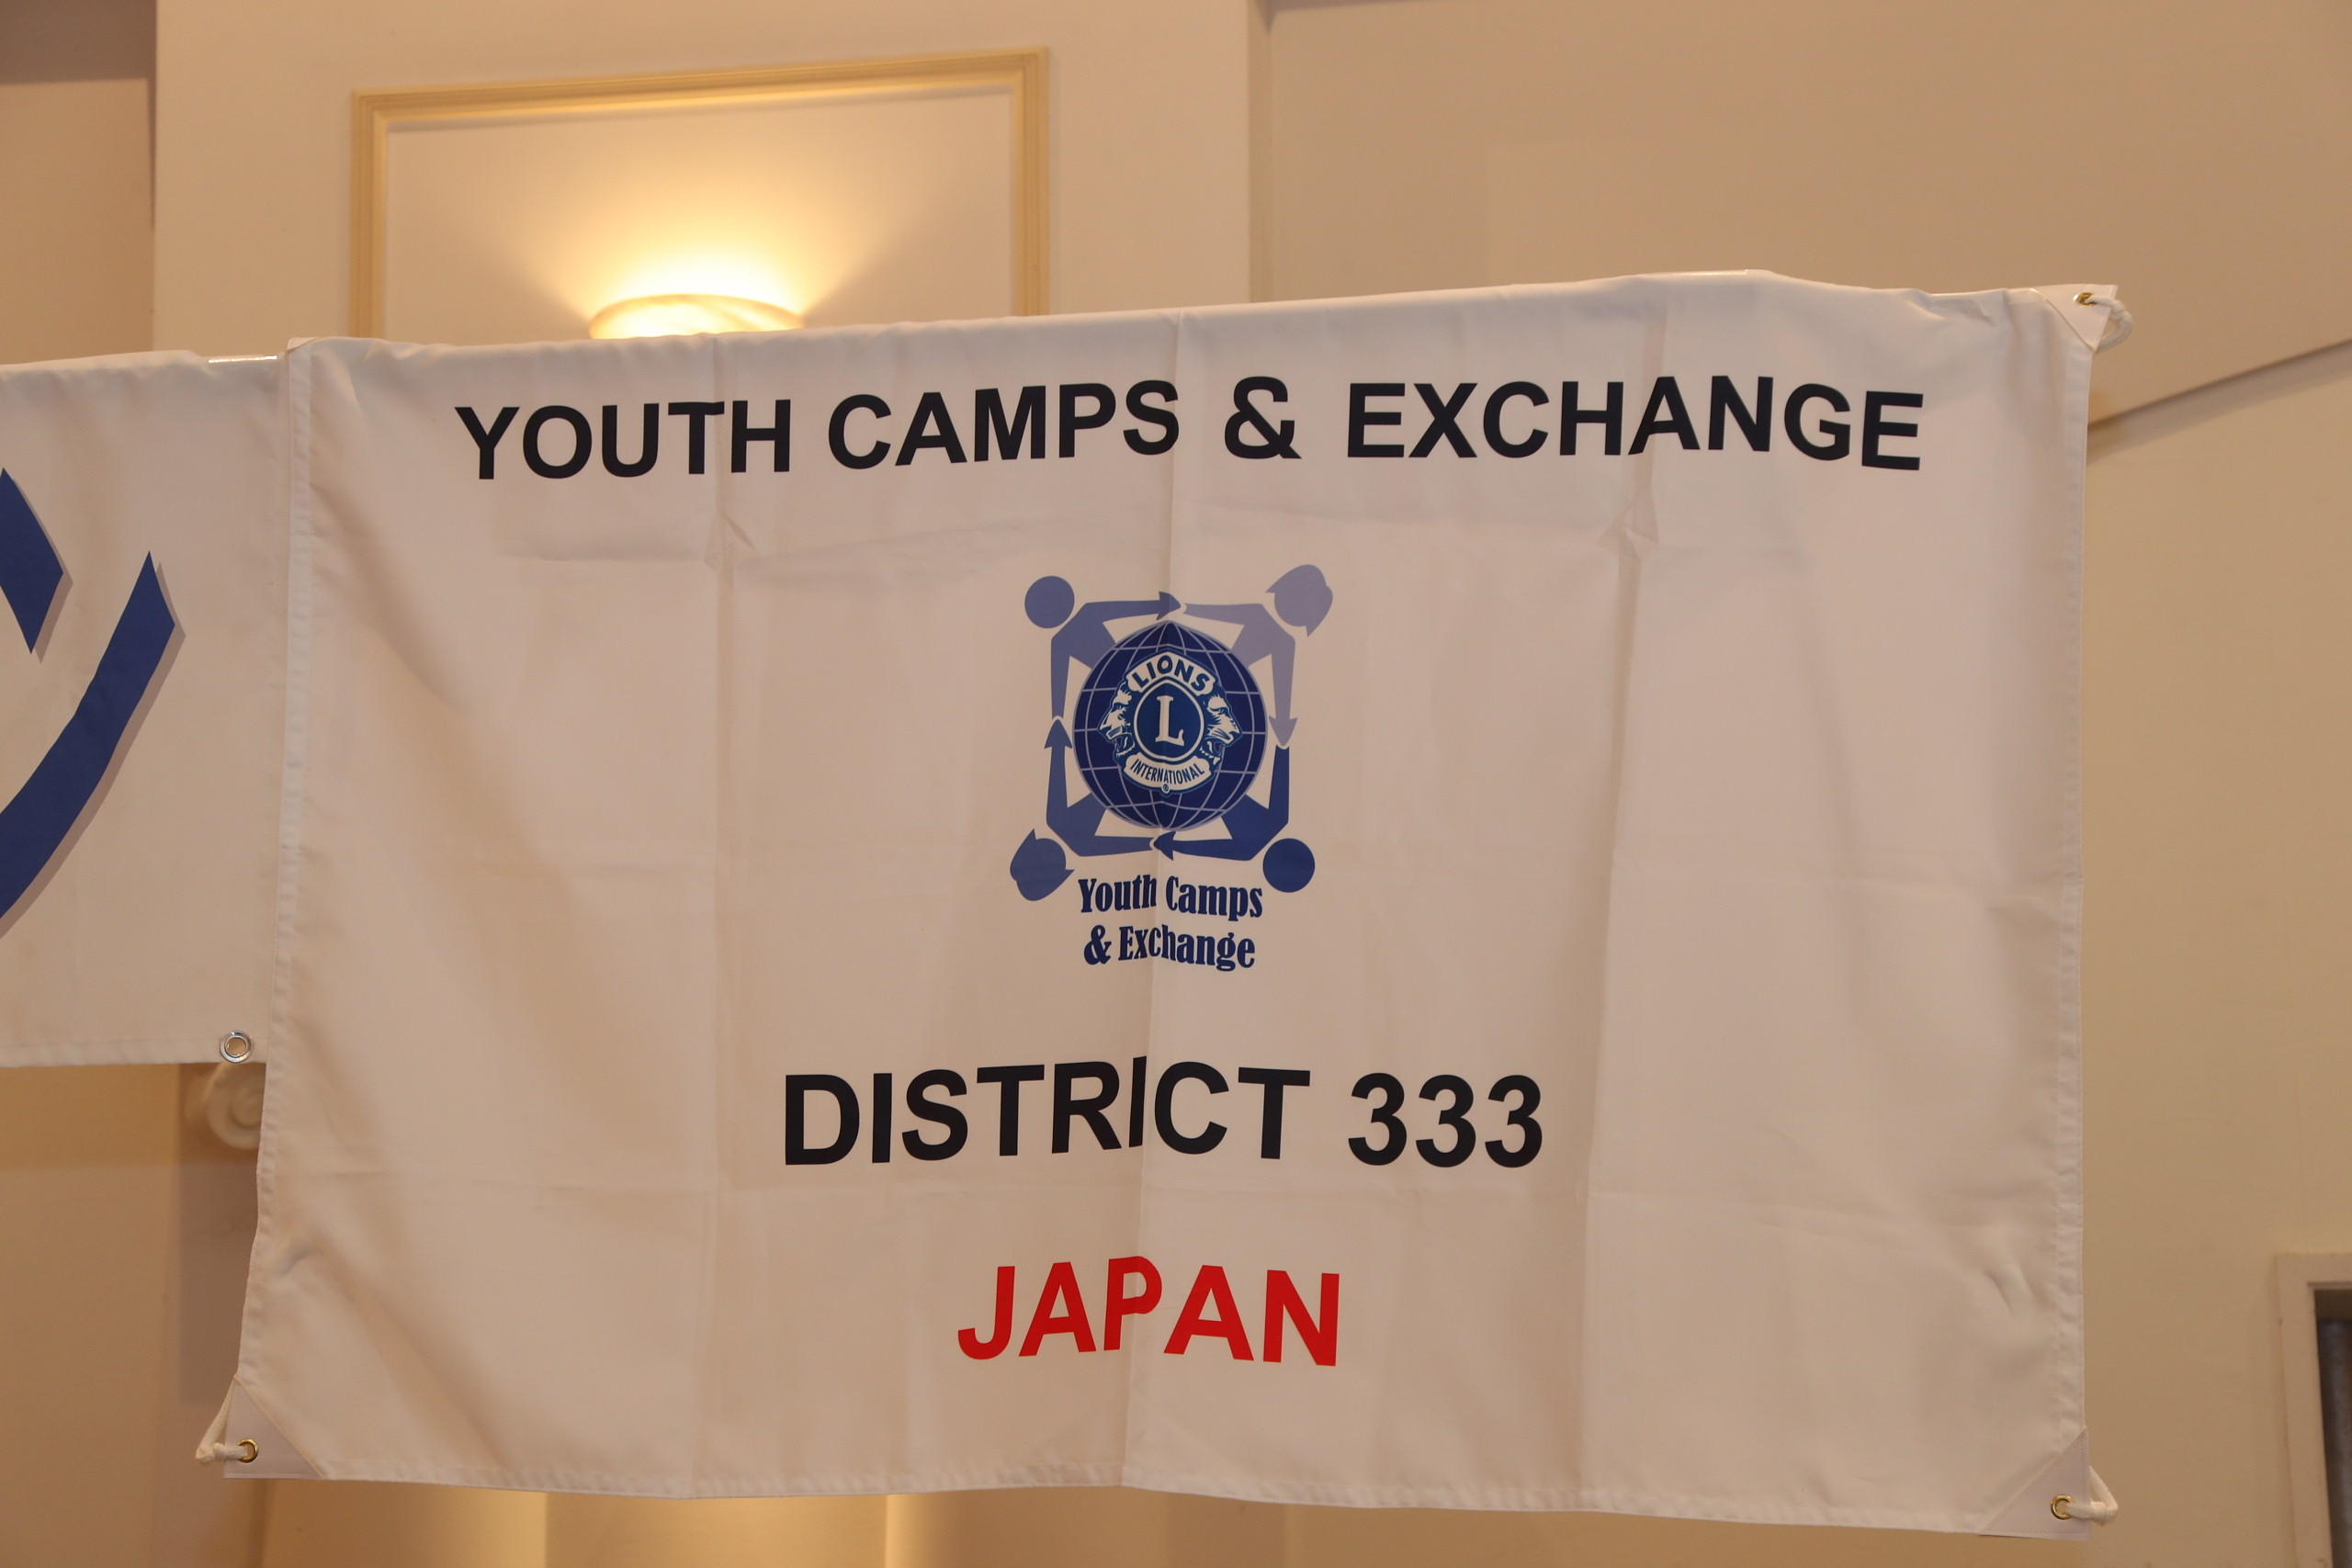 YOUTH CAMPS & EXCHANGE
LIONS
L
INTERNATIONAL
®
Youth Camps
& Exchange
DISTRICT 333
JAPAN